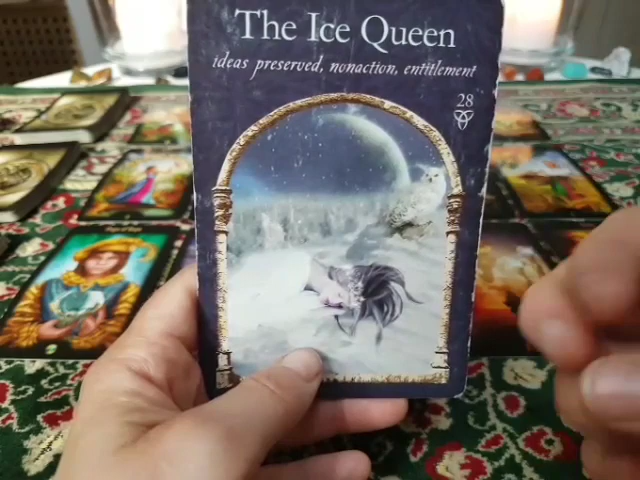 The Ice Queen
ideas preserved, nonaction, entitlement
28